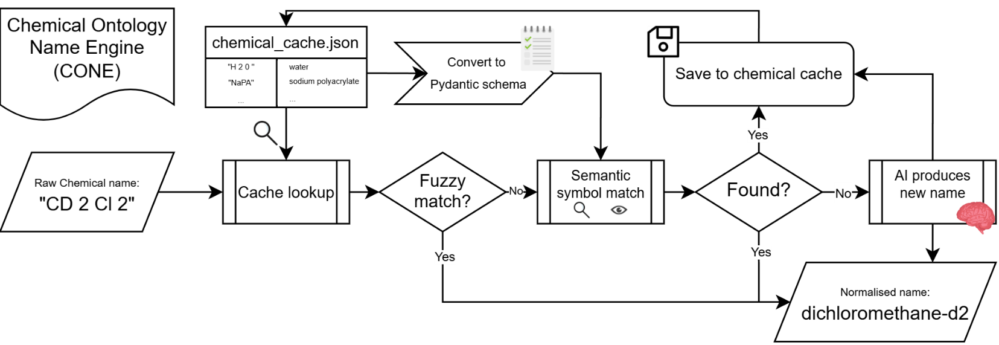 Chemical Ontology
Name Engine
(CONE)
chemical_cache.json
"H 2 0 "
water
"NaPA"
sodium polyacrylate
...
...
Convert to
Pydantic schema
Save to chemical cache
Raw Chemical name:
"CD 2 Cl 2"
Cache lookup
Fuzzy
match?
No
Yes
Semantic
symbol match
Found?
Yes
No
Yes
AI produces
new name
Normalised name:
dichloromethane-d2